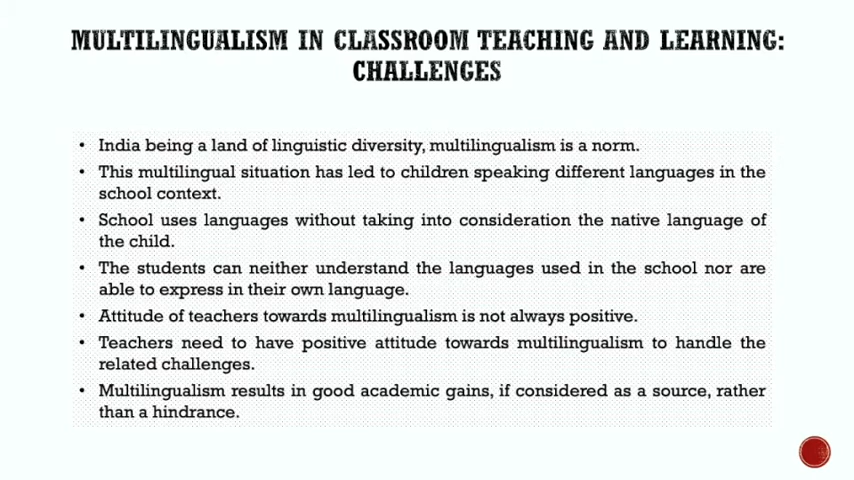 MULTILINGUALISM IN CLASSROOM TEACHING AND LEARNING:
CHALLENGES
• India being a land of linguistic diversity, multilingualism is a norm.
• This multilingual situation has led to children speaking different languages in the
school context.
• School uses languages without taking into consideration the native language of
the child.
• The students can neither understand the languages used in the school nor are
able to express in their own language.
• Attitude of teachers towards multilingualism is not always positive.
• Teachers need to have positive attitude towards multilingualism to handle the
related challenges.
• Multilingualism results in good academic gains, if considered as a source, rather
than a hindrance.